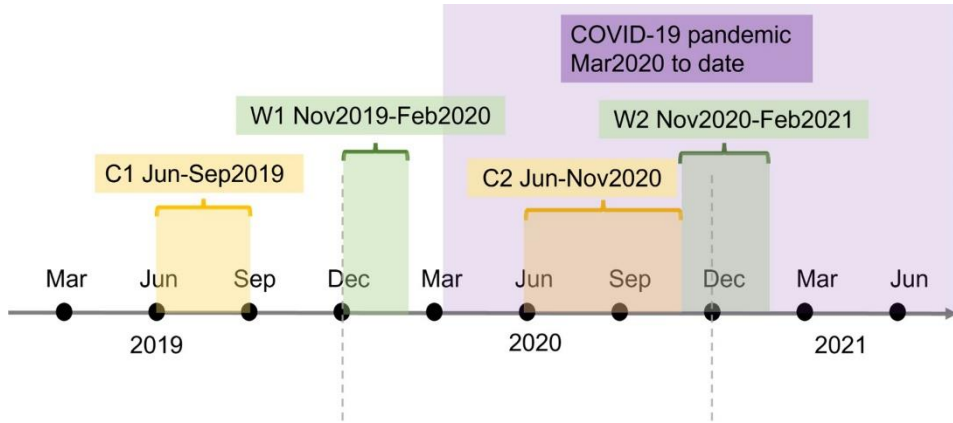 COVID-19 pandemic
Mar2020 to date
W1 Nov2019-Feb2020
W2 Nov2020-Feb2021
C1 Jun-Sep2019
C2 Jun-Nov2020
Mar Jun Sep Dec Mar Jun Sep Dec Mar Jun
2019 2020 2021